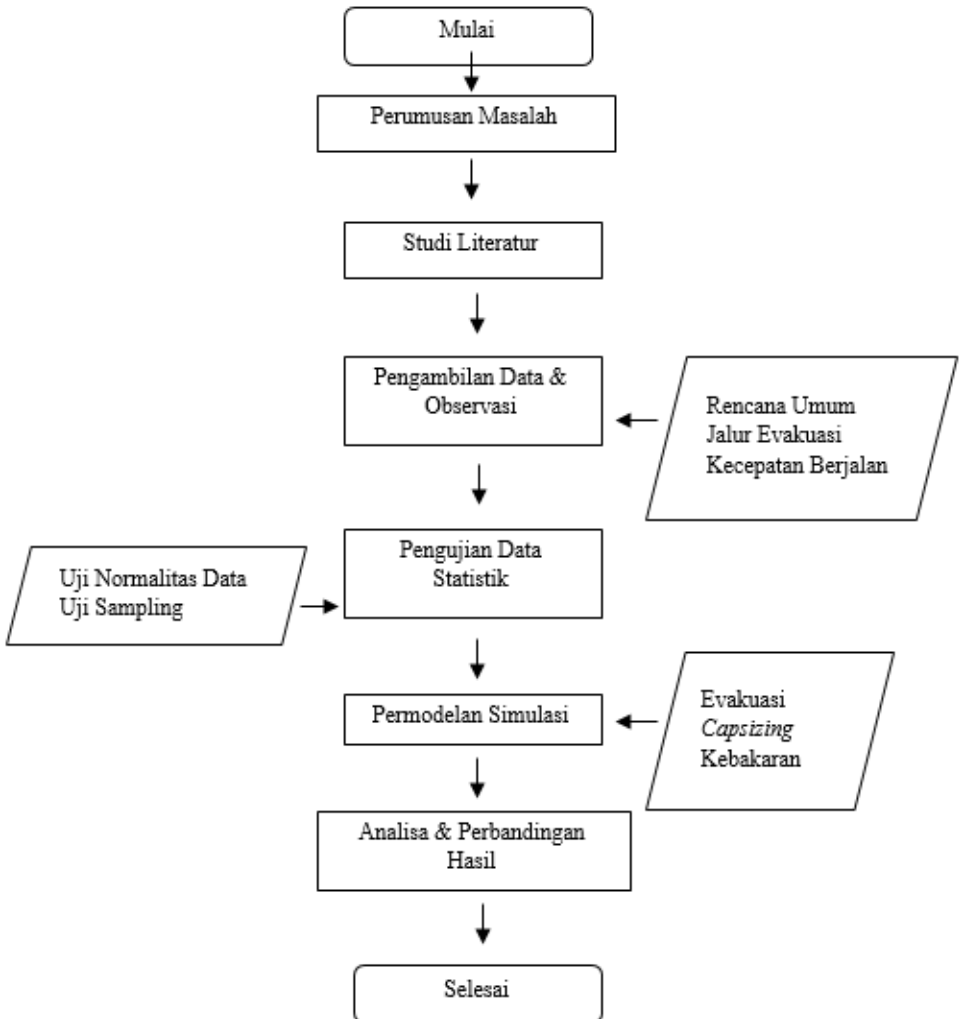 Mulai
Perumusan Masalah
Studi Literatur
Pengambilan Data &
Observasi
Rencana Umum
Jalur Evakuasi
Kecepatan Berjalan
Pengujian Data
Statistik
Uji Normalitas Data
Uji Sampling
Permodelan Simulasi
Evakuasi
Capsizing
Kebakaran
Analisa & Perbandingan
Hasil
Selesai